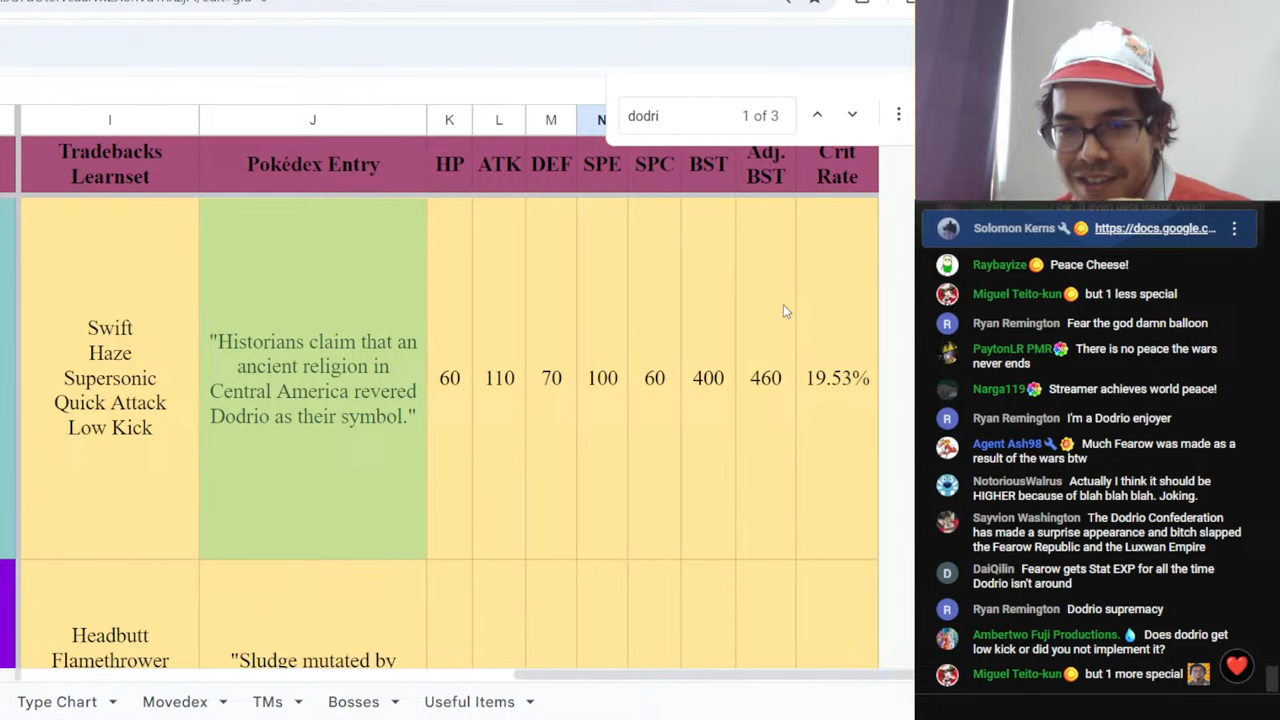 dodri
1 of 3
I J K L M N
Tradebacks
Learnset
Pokédex Entry
HP ATK DEF SPE SPC BST
Adj.
BST
Crit
Rate
Swift
Haze
Supersonic
Quick Attack
Low Kick
"Historians claim that an
ancient religion in
Central America revered
Dodrio as their symbol."
60 110 70 100 60 400 460 19.53%
Headbutt
Flamethrower
"Sludge mutated by
Type Chart Movedex TMs Bosses Useful Items
Solomon Kerns https://docs.google.c...
Raybayize Peace Cheese!
Miguel Teito-kun but 1 less special
R Ryan Remington Fear the god damn balloon
PaytonLR PMR There is no peace the wars
never ends
Narga119 Streamer achieves world peace!
R Ryan Remington I'm a Dodrio enjoyer
Agent Ash98 Much Fearow was made as a
result of the wars btw
NotoriousWalrus Actually I think it should be
HIGHER because of blah blah blah. Joking.
Sayvion Washington The Dodrio Confederation
has made a surprise appearance and bitch slapped
the Fearow Republic and the Luxwan Empire
D DaiQilin Fearow gets Stat EXP for all the time
Dodrio isn't around
R Ryan Remington Dodrio supremacy
Ambertwo Fuji Productions. Does dodrio get
low kick or did you not implement it?
Miguel Teito-kun but 1 more special